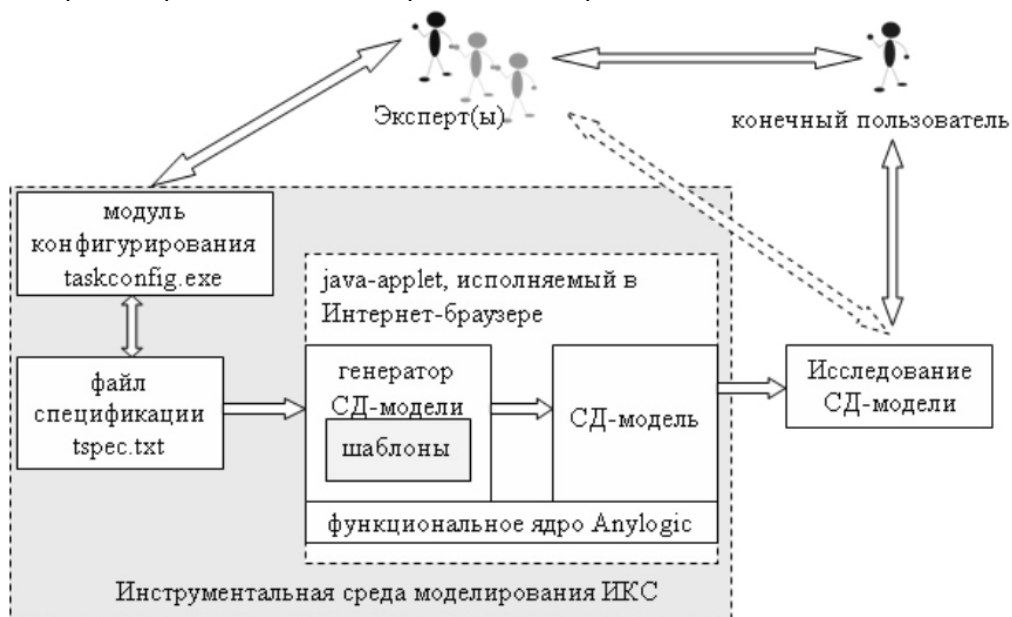 Эксперт(ы)
конечный пользователь
модуль
конфигурирования
taskconfig.exe
java-applet, исполняемый в
Интернет-браузере
файл
спецификации
tspec.txt
генератор
СД-модели
шаблоны
СД-модель
Исследование
СД-модели
функциональное ядро Anylogic
Инструментальная среда моделирования ИКС